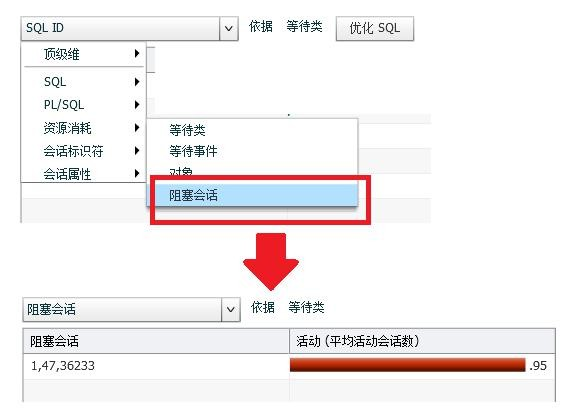 SQL ID 依据 等待类 优化 SQL
顶级维
SQL
PL/SQL
资源消耗
会话标识符
会话属性
等待类
等待事件
对象
阻塞会话
阻塞会话 依据 等待类
阻塞会话 活动 (平均活动会话数)
1,47,36233 .95